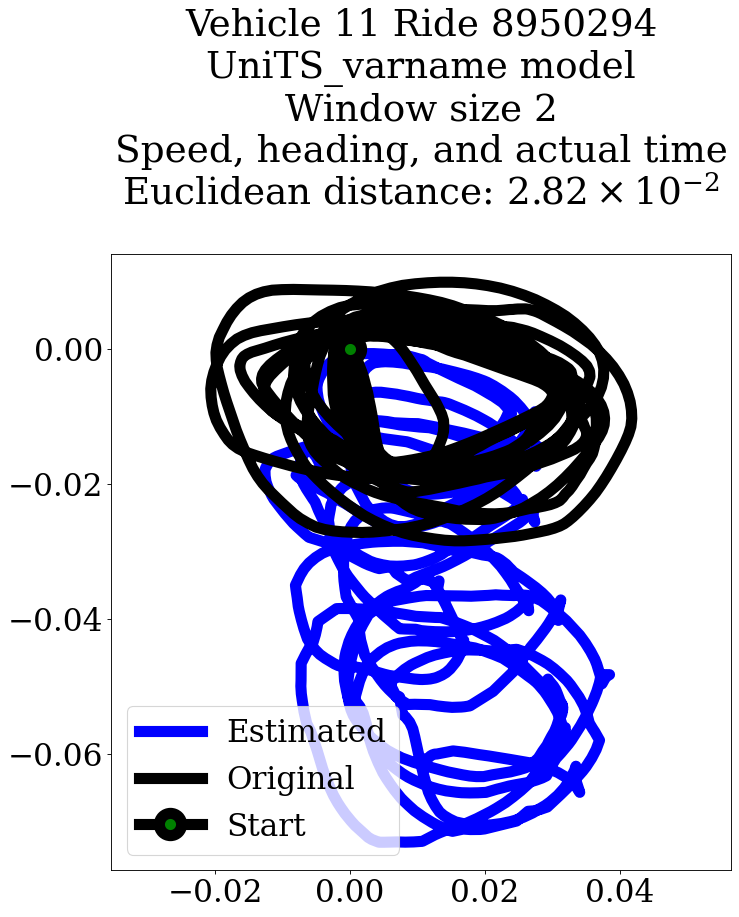 Vehicle 11 Ride 8950294
UniTS_varname model
Window size 2
Speed, heading, and actual time
Euclidean distance: 2.82 × 10⁻²
0.00
−0.02
−0.04
−0.06
Estimated
Original
Start
−0.02 0.00 0.02 0.04